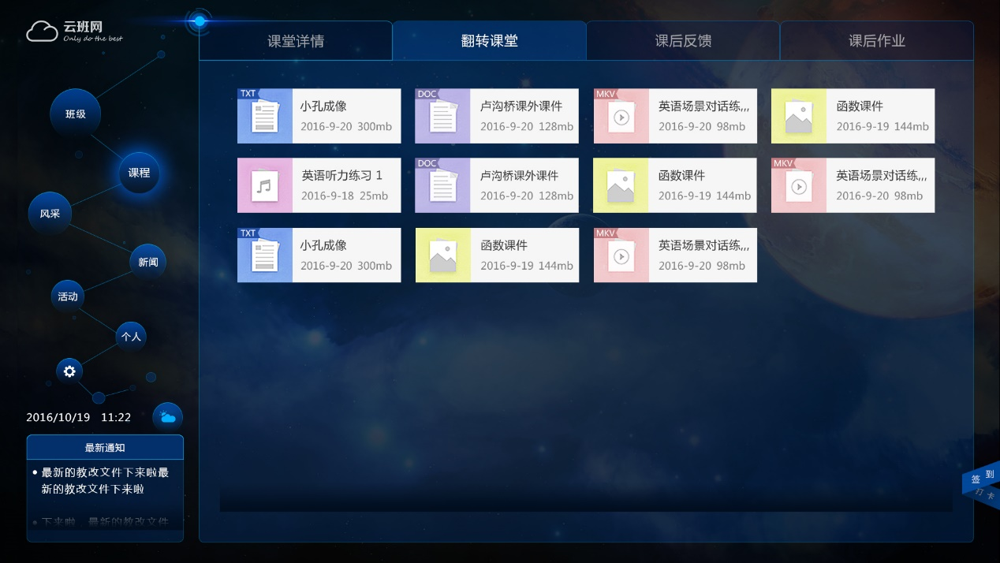 云班网
Only do the best
课堂详情
翻转课堂
课后反馈
课后作业
班级
课程
风采
新闻
活动
个人
2016/10/19 11:22
最新通知
最新的教改文件下来啦最
新的教改文件下来啦
下来啦，最新的教改文件
TXT
小孔成像
2016-9-20 300mb
DOC
卢沟桥课外课件
2016-9-20 128mb
MKV
英语场景对话练,,,
2016-9-20 98mb
函数课件
2016-9-19 144mb
英语听力练习 1
2016-9-18 25mb
DOC
卢沟桥课外课件
2016-9-20 128mb
函数课件
2016-9-19 144mb
MKV
英语场景对话练,,,
2016-9-20 98mb
TXT
小孔成像
2016-9-20 300mb
函数课件
2016-9-19 144mb
MKV
英语场景对话练,,,
2016-9-20 98mb
签到
打卡